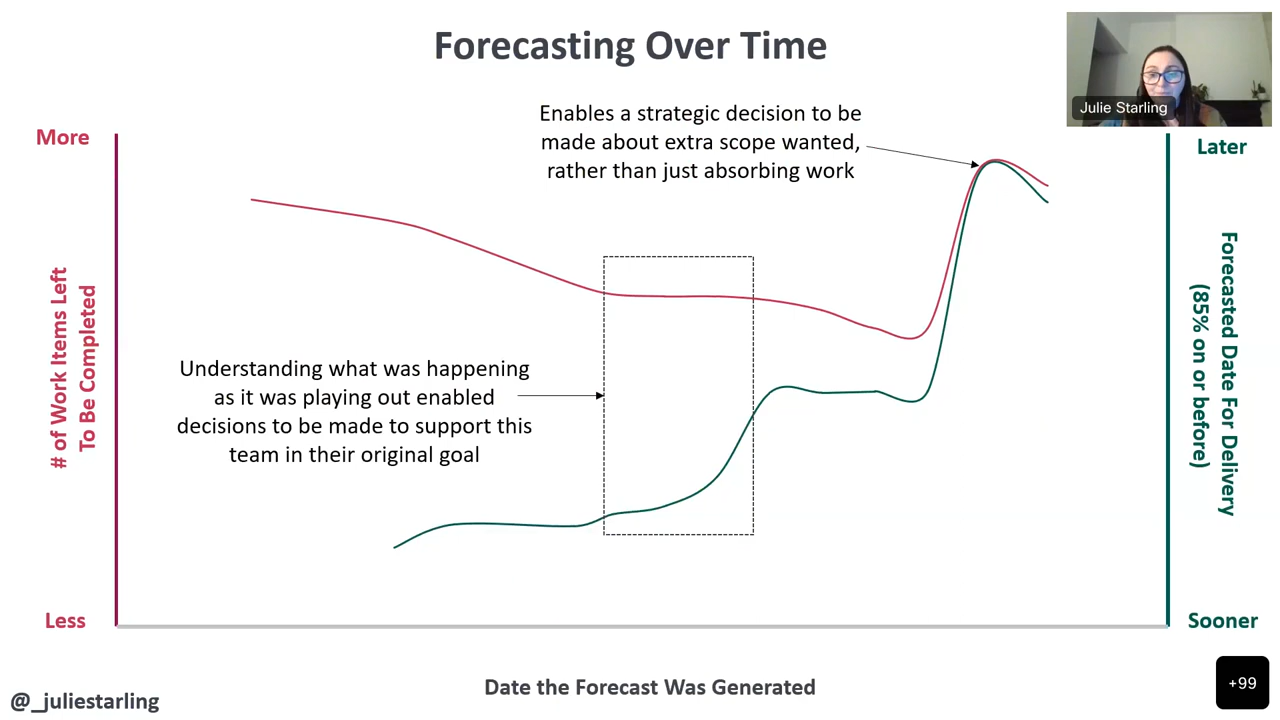 Forecasting Over Time
Julie Starling
Enables a strategic decision to be
made about extra scope wanted,
rather than just absorbing work
More
Later
# of Work Items Left
To Be Completed
Forecasted Date For Delivery
(85% on or before)
Understanding what was happening
as it was playing out enabled
decisions to be made to support this
team in their original goal
Less
Sooner
Date the Forecast Was Generated
@_juliestarling
+99